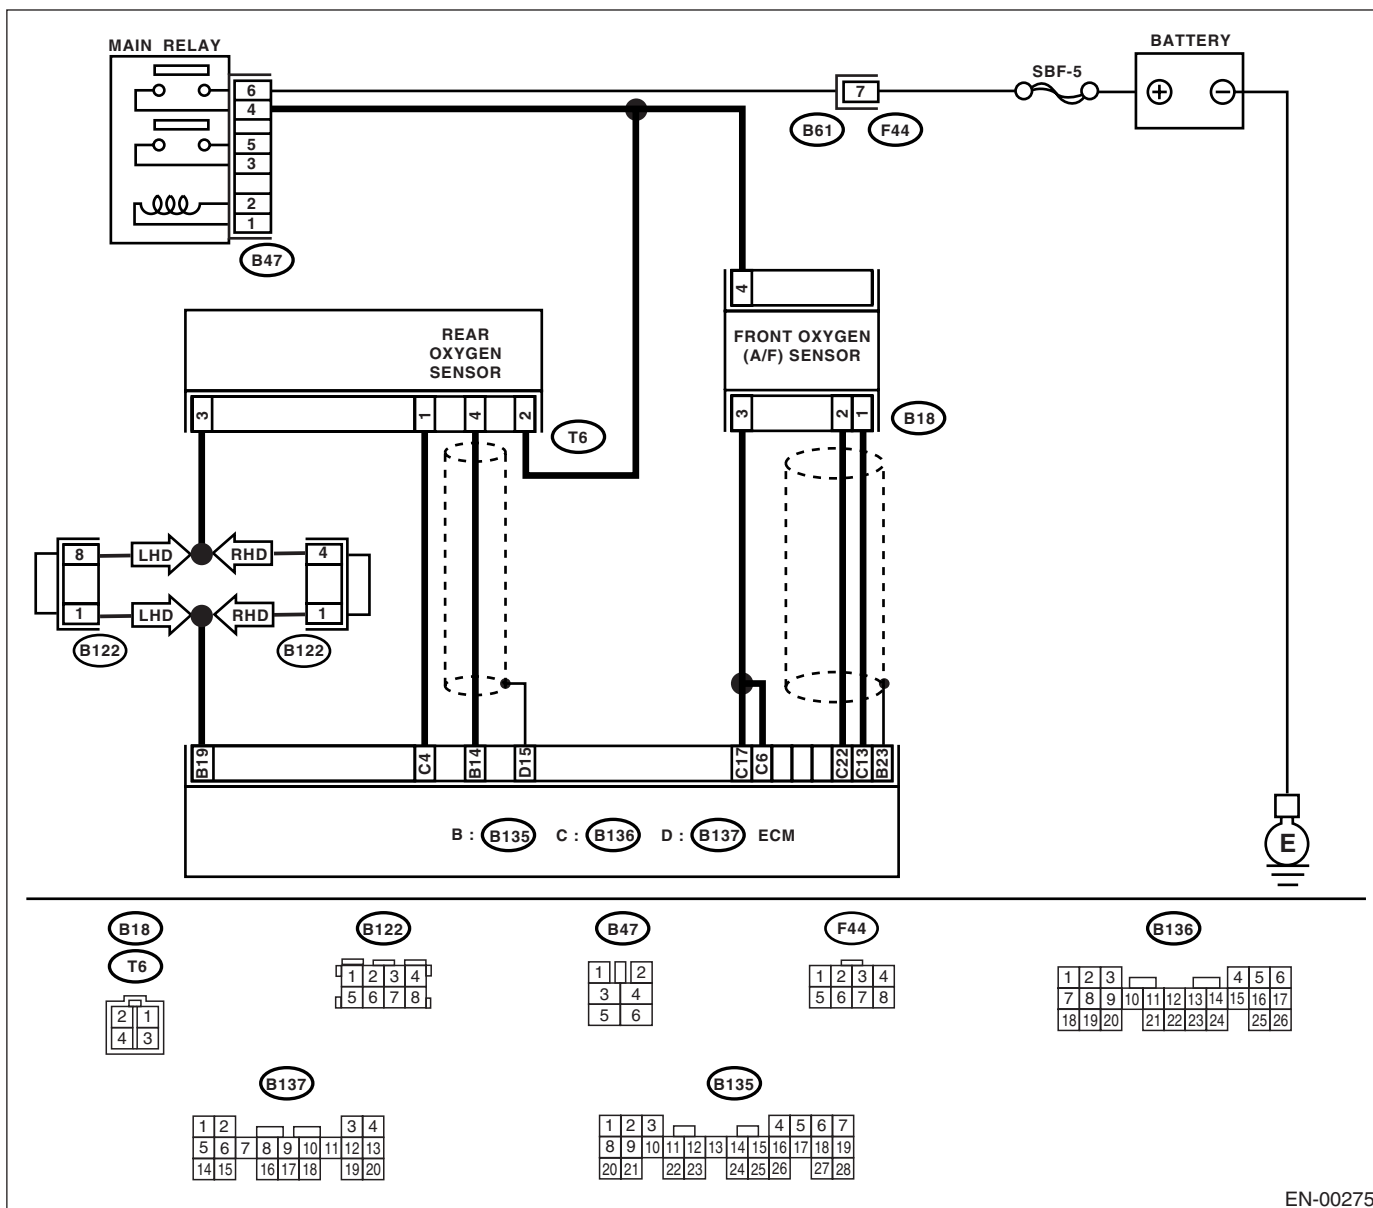 MAIN RELAY
BATTERY
SBF-5
6
4
5
3
2
1
7
B61
F44
B47
4
REAR
OXYGEN
SENSOR
FRONT OXYGEN
(A/F) SENSOR
3
1
4
2
T6
3
2
1
B18
8
LHD
RHD
4
1
LHD
RHD
1
B122
B122
B19
C4
B14
D15
C17
C6
C22
C13
B23
B : B135 C : B136 D : B137 ECM
E
B18
T6
2 1
4 3
B122
1 2 3 4
5 6 7 8
B47
1 2
3 4
5 6
F44
1 2 3 4
5 6 7 8
B136
1 2 3 4 5 6
7 8 9 10 11 12 13 14 15 16 17
18 19 20 21 22 23 24 25 26
B137
1 2 3 4
5 6 7 8 9 10 11 12 13
14 15 16 17 18 19 20
B135
1 2 3 4 5 6 7
8 9 10 11 12 13 14 15 16 17 18 19
20 21 22 23 24 25 26 27 28
EN-00275